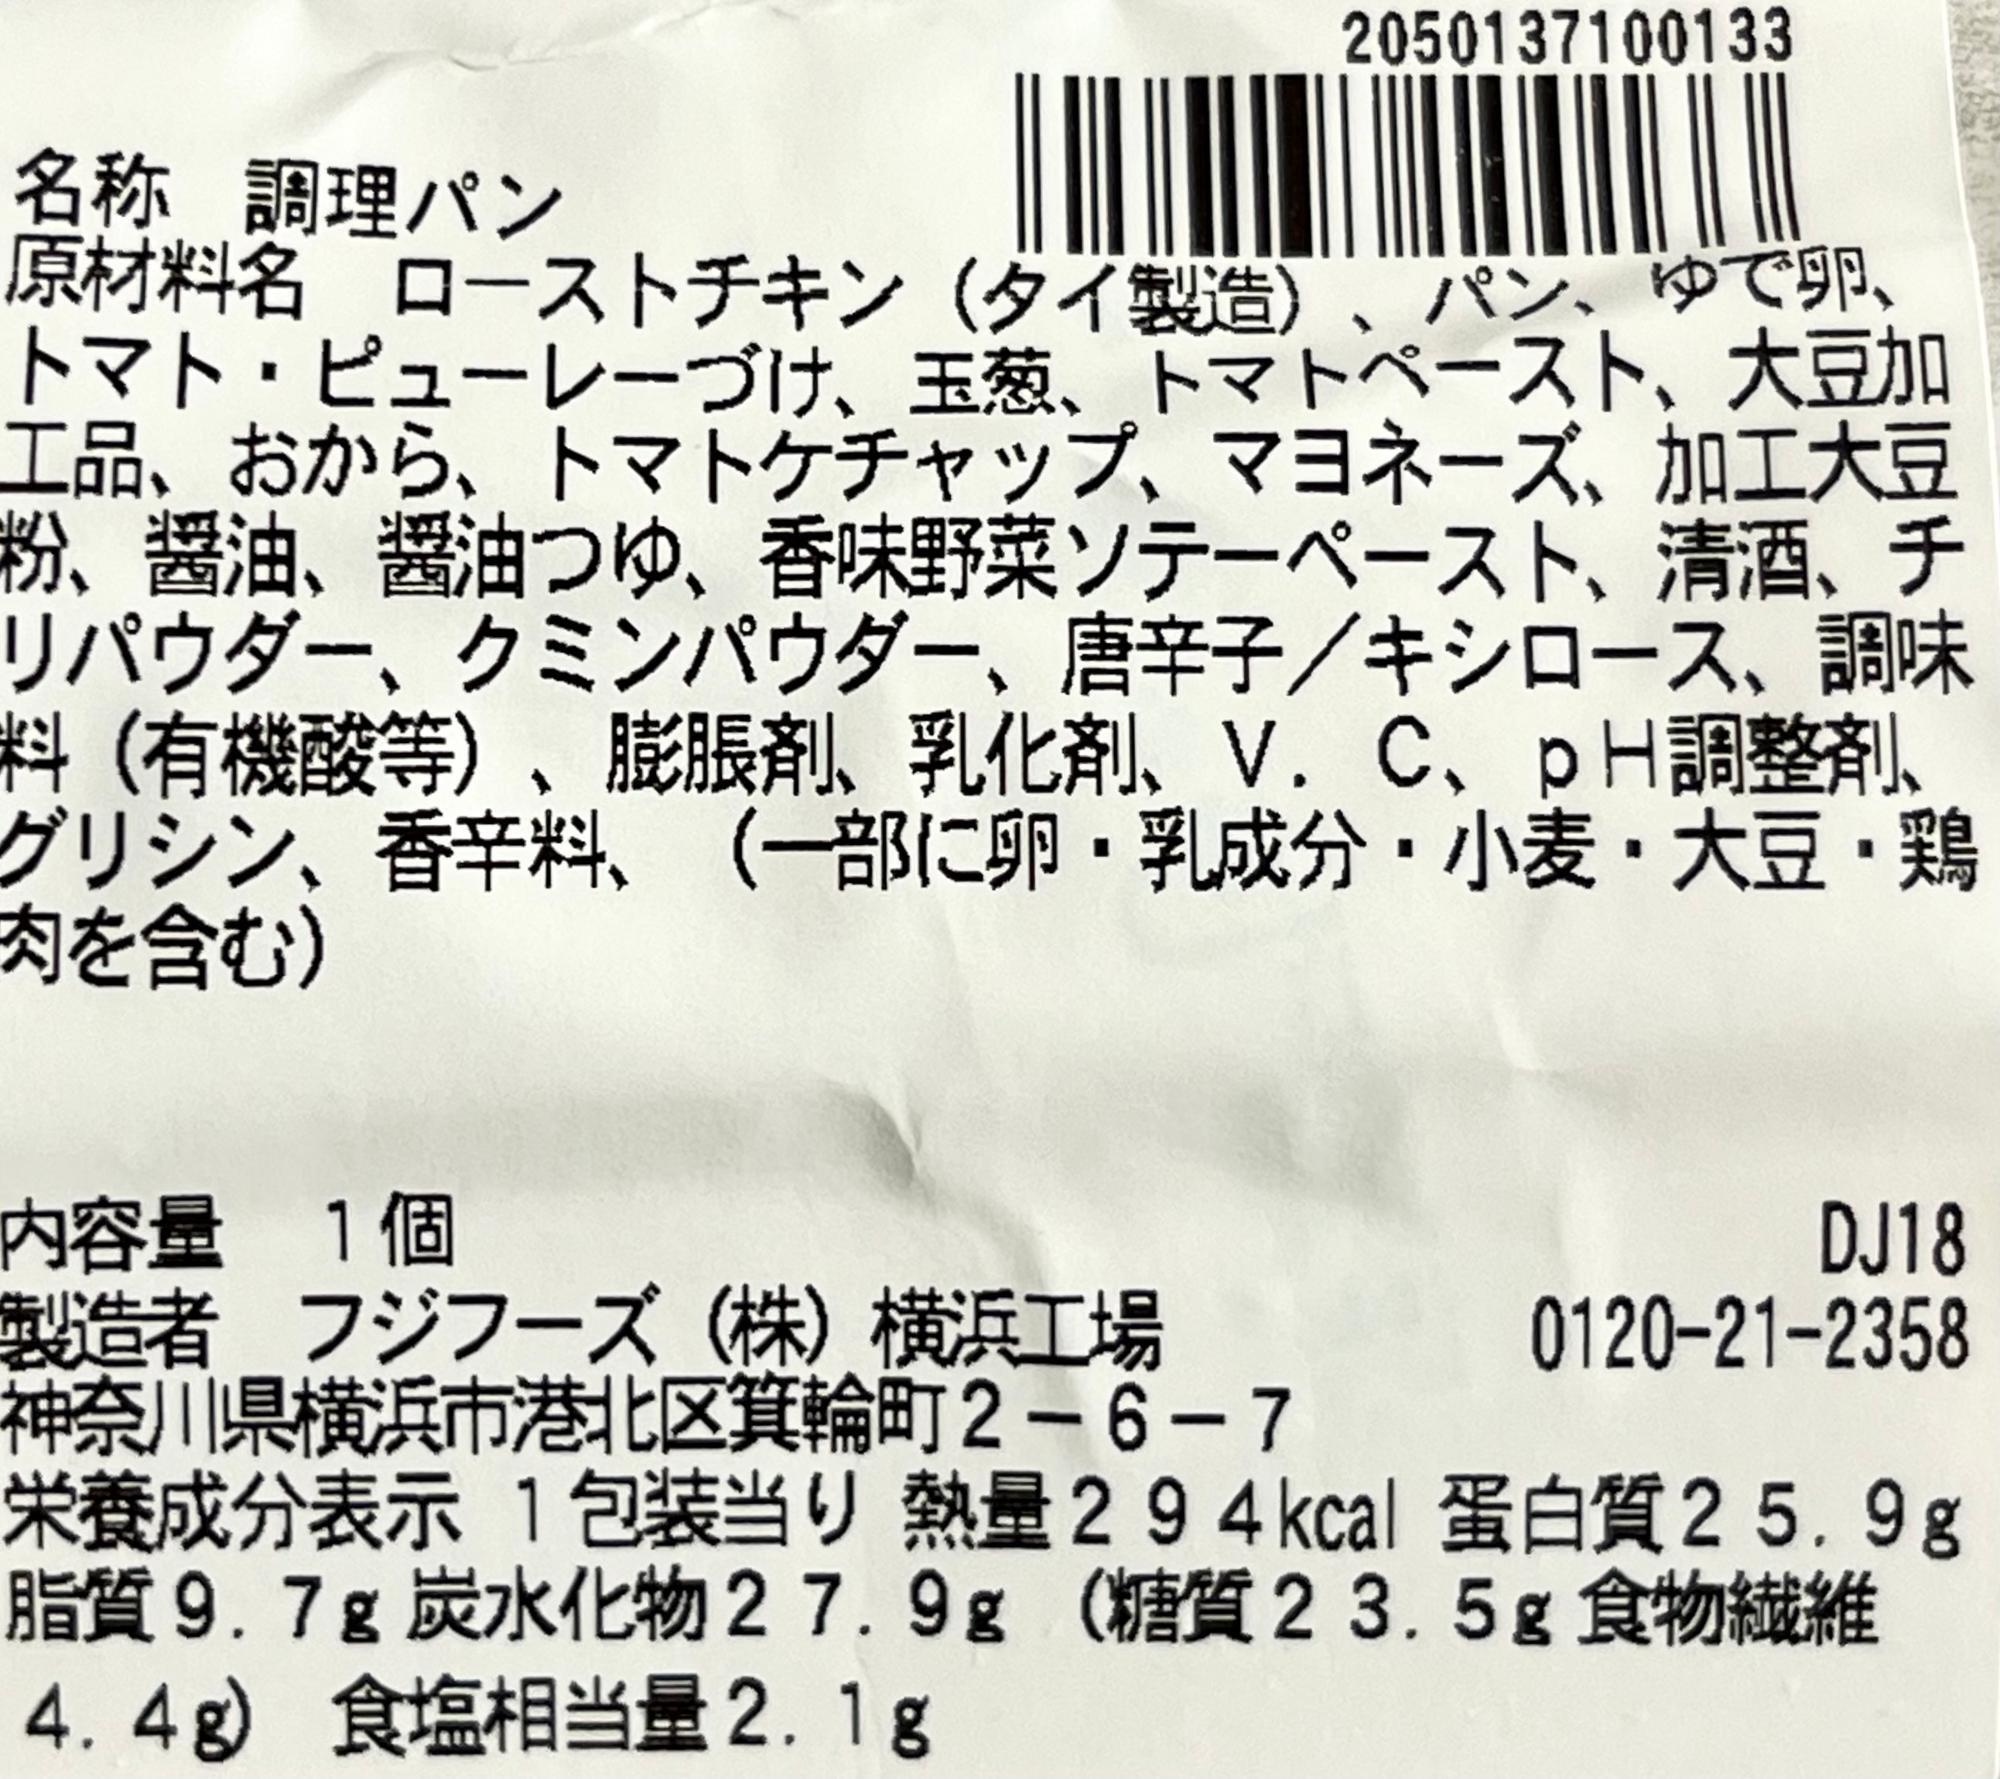 2050137100133
名称　調理パン
原材料名　ローストチキン（タイ製造）、パン、ゆで卵、
トマト・ピューレーづけ、玉葱、トマトペースト、大豆加
工品、おから、トマトケチャップ、マヨネーズ、加工大豆
粉、醤油、醤油つゆ、香味野菜ソテーペースト、清酒、チ
リパウダー、クミンパウダー、唐辛子／キシロース、調味
料（有機酸等）、膨脹剤、乳化剤、Ｖ．Ｃ、ｐＨ調整剤、
グリシン、香辛料、（一部に卵・乳成分・小麦・大豆・鶏
肉を含む）
内容量　１個　DJ18
製造者　フジフーズ（株）横浜工場　0120-21-2358
神奈川県横浜市港北区箕輪町２－６－７
栄養成分表示 １包装当り 熱量２９４kcal 蛋白質２５．９ｇ
脂質９．７ｇ炭水化物２７．９ｇ（糖質２３．５ｇ食物繊維
４．４ｇ）　食塩相当量２．１ｇ